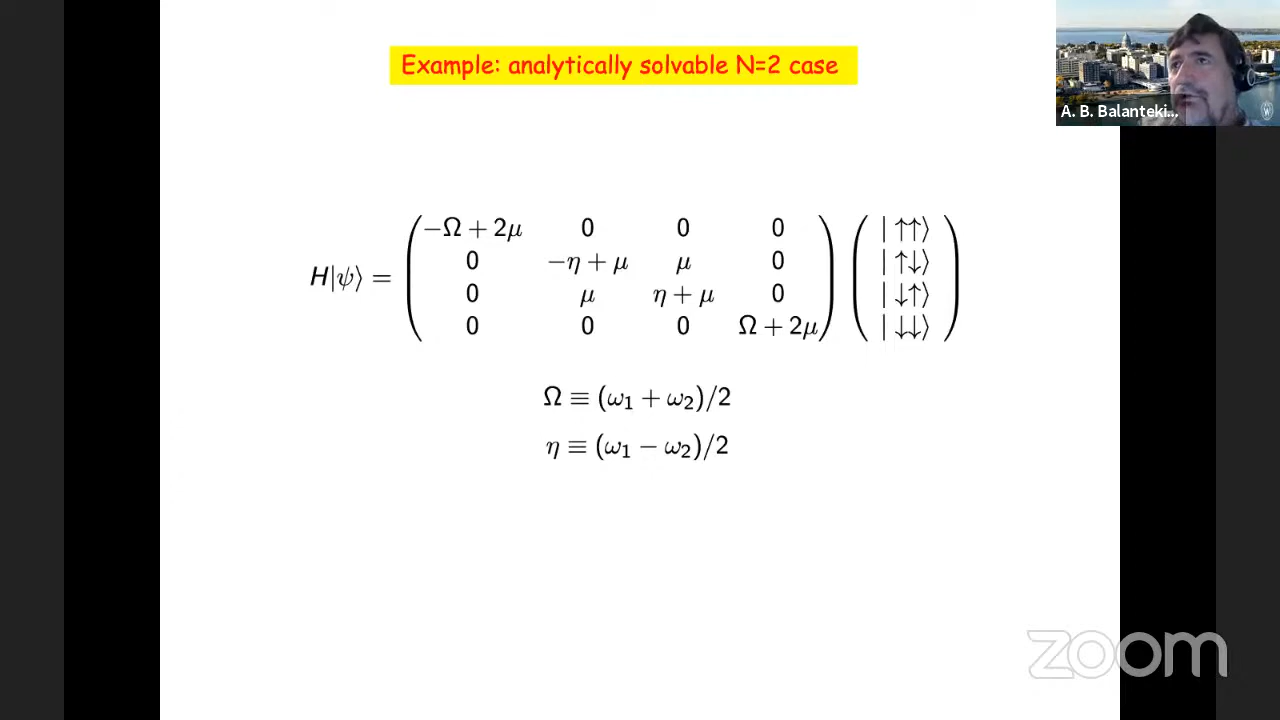 Example: analytically solvable N=2 case
A. B. Balanteki...
−Ω + 2μ 0 0 0 | ↑↑⟩
0 −η + μ μ 0 | ↑↓⟩
H|ψ⟩ =
0 μ η + μ 0 | ↓↑⟩
0 0 0 Ω + 2μ | ↓↓⟩
Ω ≡ (ω₁ + ω₂)/2
η ≡ (ω₁ − ω₂)/2
zoom